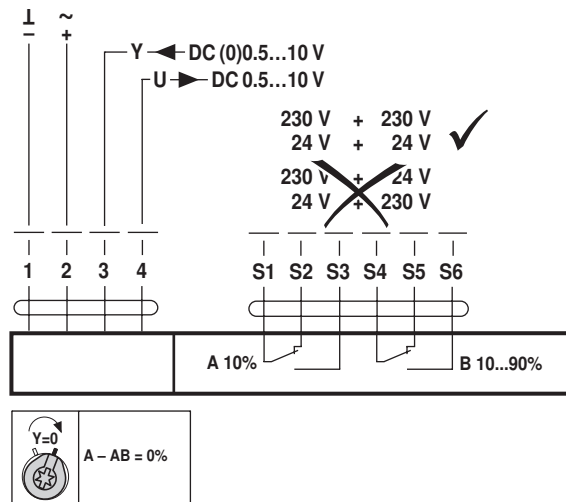 ⊥ ~
– +
Y DC (0)0.5...10 V
U DC 0.5...10 V
230 V + 230 V
24 V + 24 V
230 V + 24 V
24 V + 230 V
1 2 3 4 S1 S2 S3 S4 S5 S6
A 10% B 10...90%
Y=0
A – AB = 0%